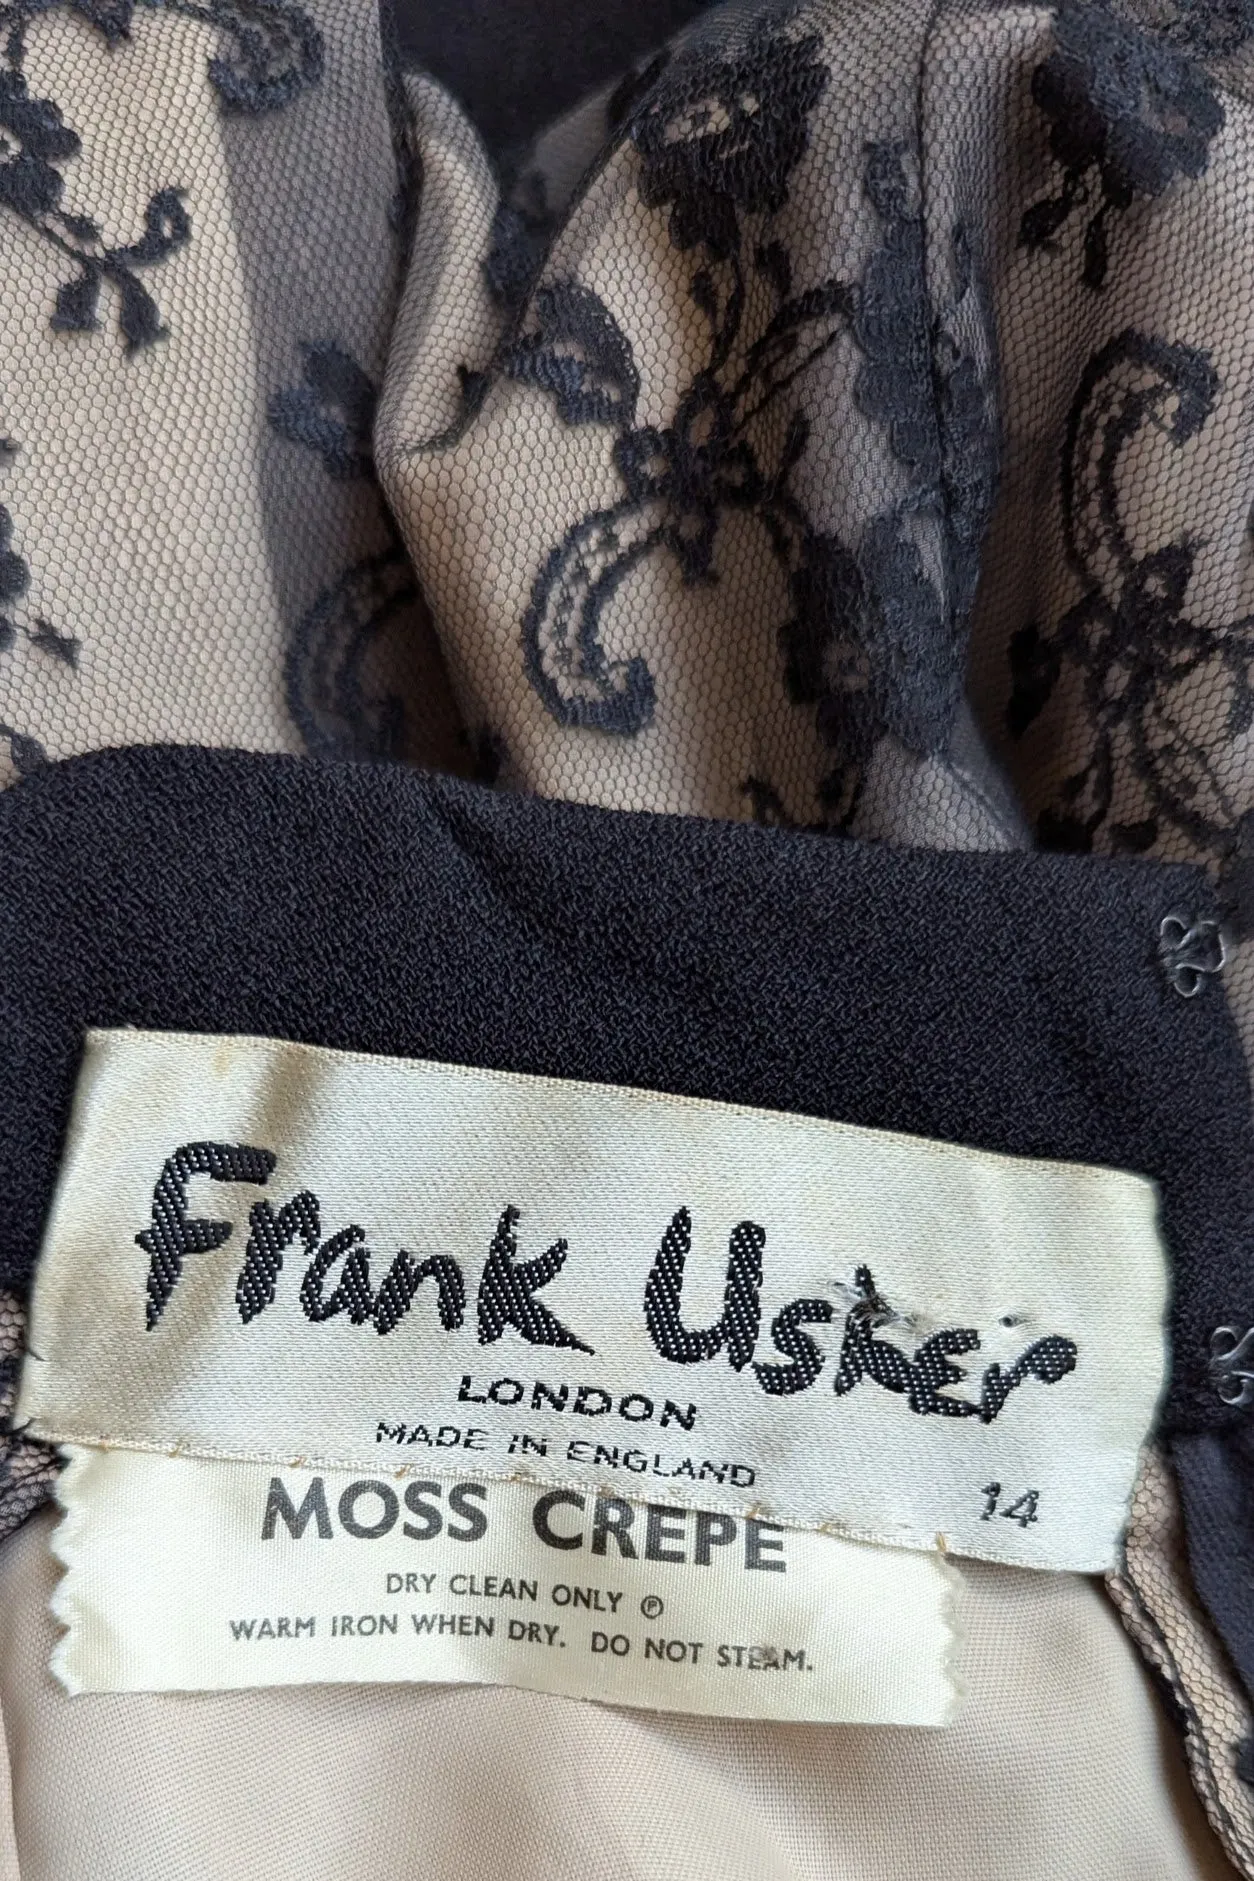 Frank Usher
LONDON
MADE IN ENGLAND
14
MOSS CREPE
DRY CLEAN ONLY Ⓟ
WARM IRON WHEN DRY. DO NOT STEAM.